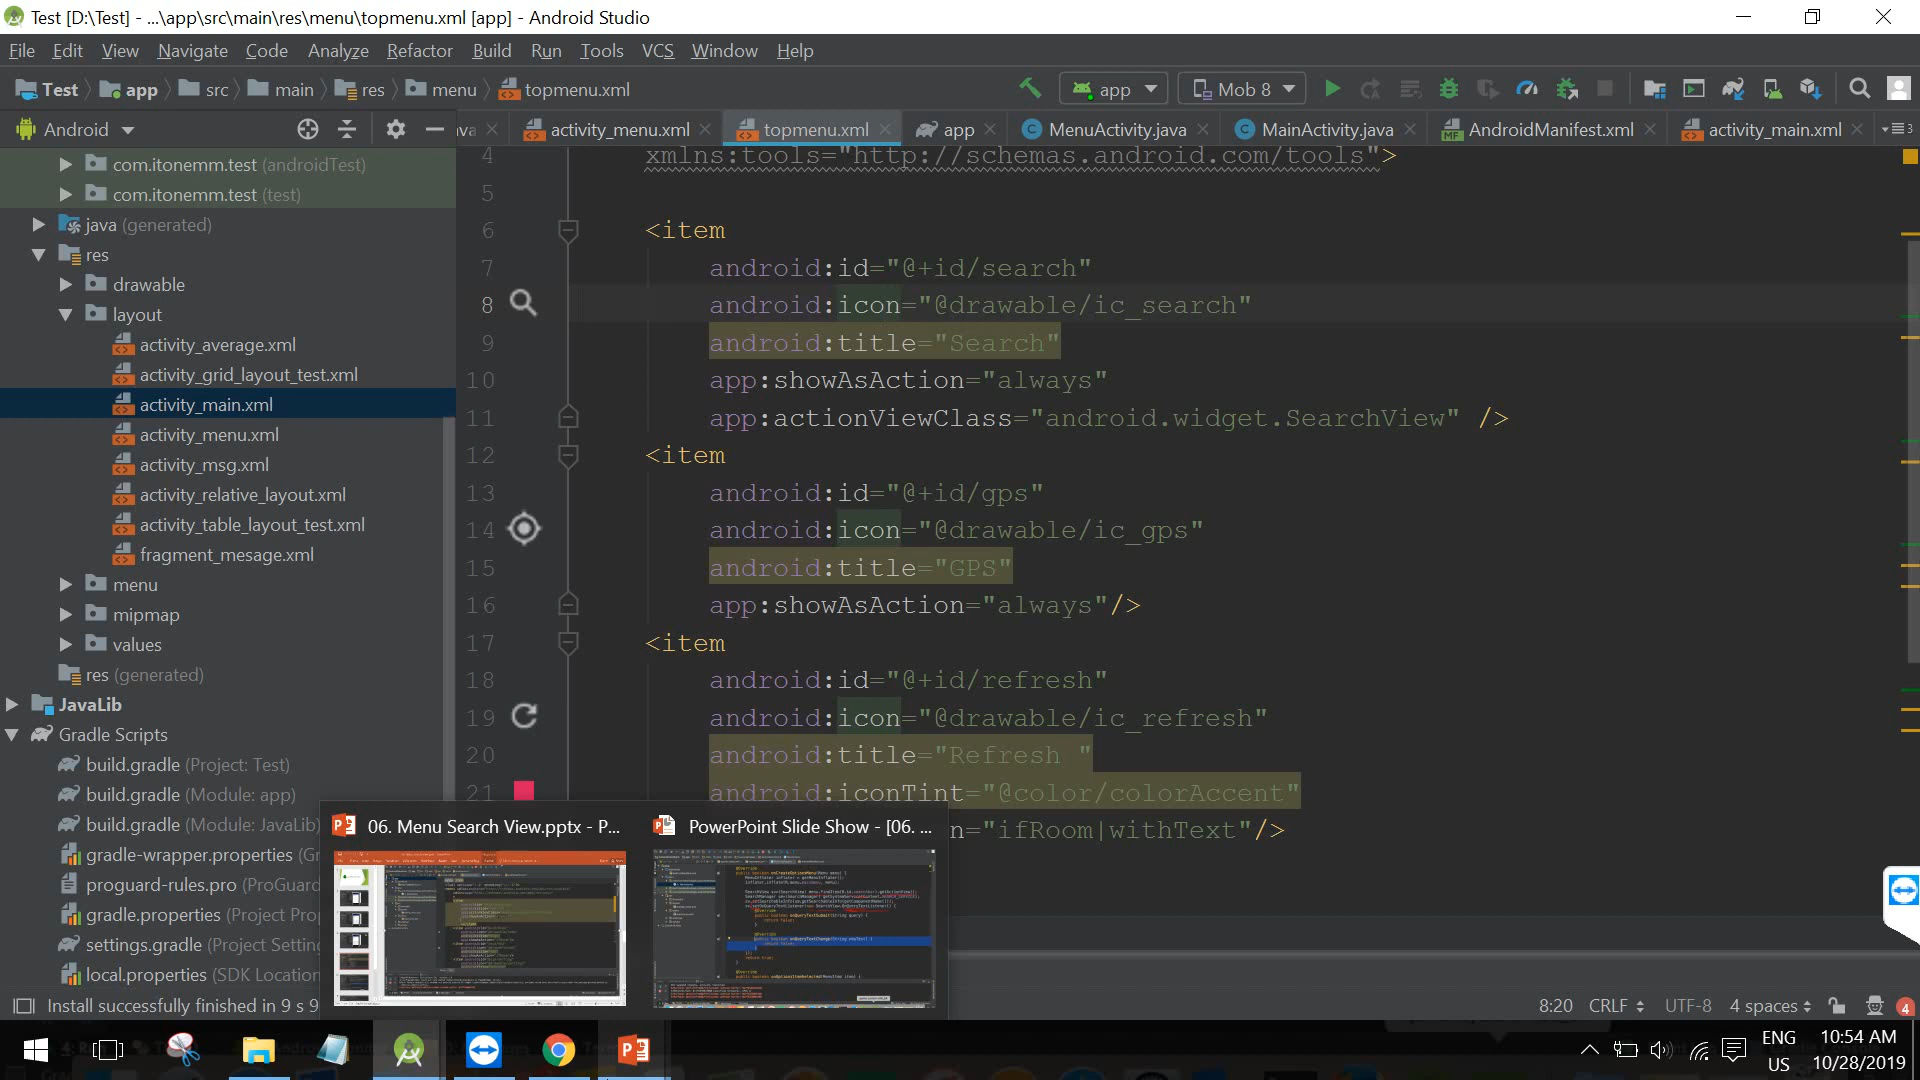 Test [D:\Test] - ...\app\src\main\res\menu\topmenu.xml [app] - Android Studio
File Edit View Navigate Code Analyze Refactor Build Run Tools VCS Window Help
Test app src main res menu topmenu.xml app Mob 8
Android
activity_menu.xml topmenu.xml app MenuActivity.java MainActivity.java AndroidManifest.xml activity_main.xml 3
com.itonemm.test (androidTest)
com.itonemm.test (test)
java (generated)
res
drawable
layout
activity_average.xml
activity_grid_layout_test.xml
activity_main.xml
activity_menu.xml
activity_msg.xml
activity_relative_layout.xml
activity_table_layout_test.xml
fragment_mesage.xml
menu
mipmap
values
res (generated)
JavaLib
Gradle Scripts
build.gradle (Project: Test)
build.gradle (Module: app)
build.gradle (Module: JavaLib)
gradle-wrapper.properties (Gr
proguard-rules.pro (ProGuard
gradle.properties (Project Prop
settings.gradle (Project Setting
local.properties (SDK Location
4 xmlns:tools="http://schemas.android.com/tools">
5
6 <item
7 android:id="@+id/search"
8 android:icon="@drawable/ic_search"
9 android:title="Search"
10 app:showAsAction="always"
11 app:actionViewClass="android.widget.SearchView" />
12 <item
13 android:id="@+id/gps"
14 android:icon="@drawable/ic_gps"
15 android:title="GPS"
16 app:showAsAction="always"/>
17 <item
18 android:id="@+id/refresh"
19 android:icon="@drawable/ic_refresh"
20 android:title="Refresh "
21 android:iconTint="@color/colorAccent"
n="ifRoom|withText"/>
06. Menu Search View.pptx - P... PowerPoint Slide Show - [06. ...
Install successfully finished in 9 s 9
8:20 CRLF UTF-8 4 spaces 4
ENG
US
10:54 AM
10/28/2019